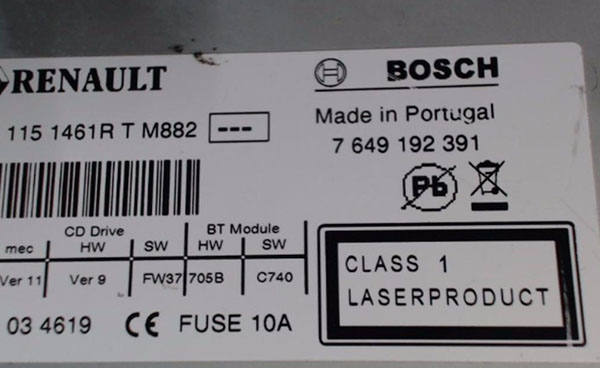 RENAULT
BOSCH
115 1461R T M882 ---
Made in Portugal
7 649 192 391
Pb
CD Drive BT Module
mec HW SW HW SW
Ver 11 Ver 9 FW37 705B C740
CLASS 1
LASERPRODUCT
03 4619 CE FUSE 10A